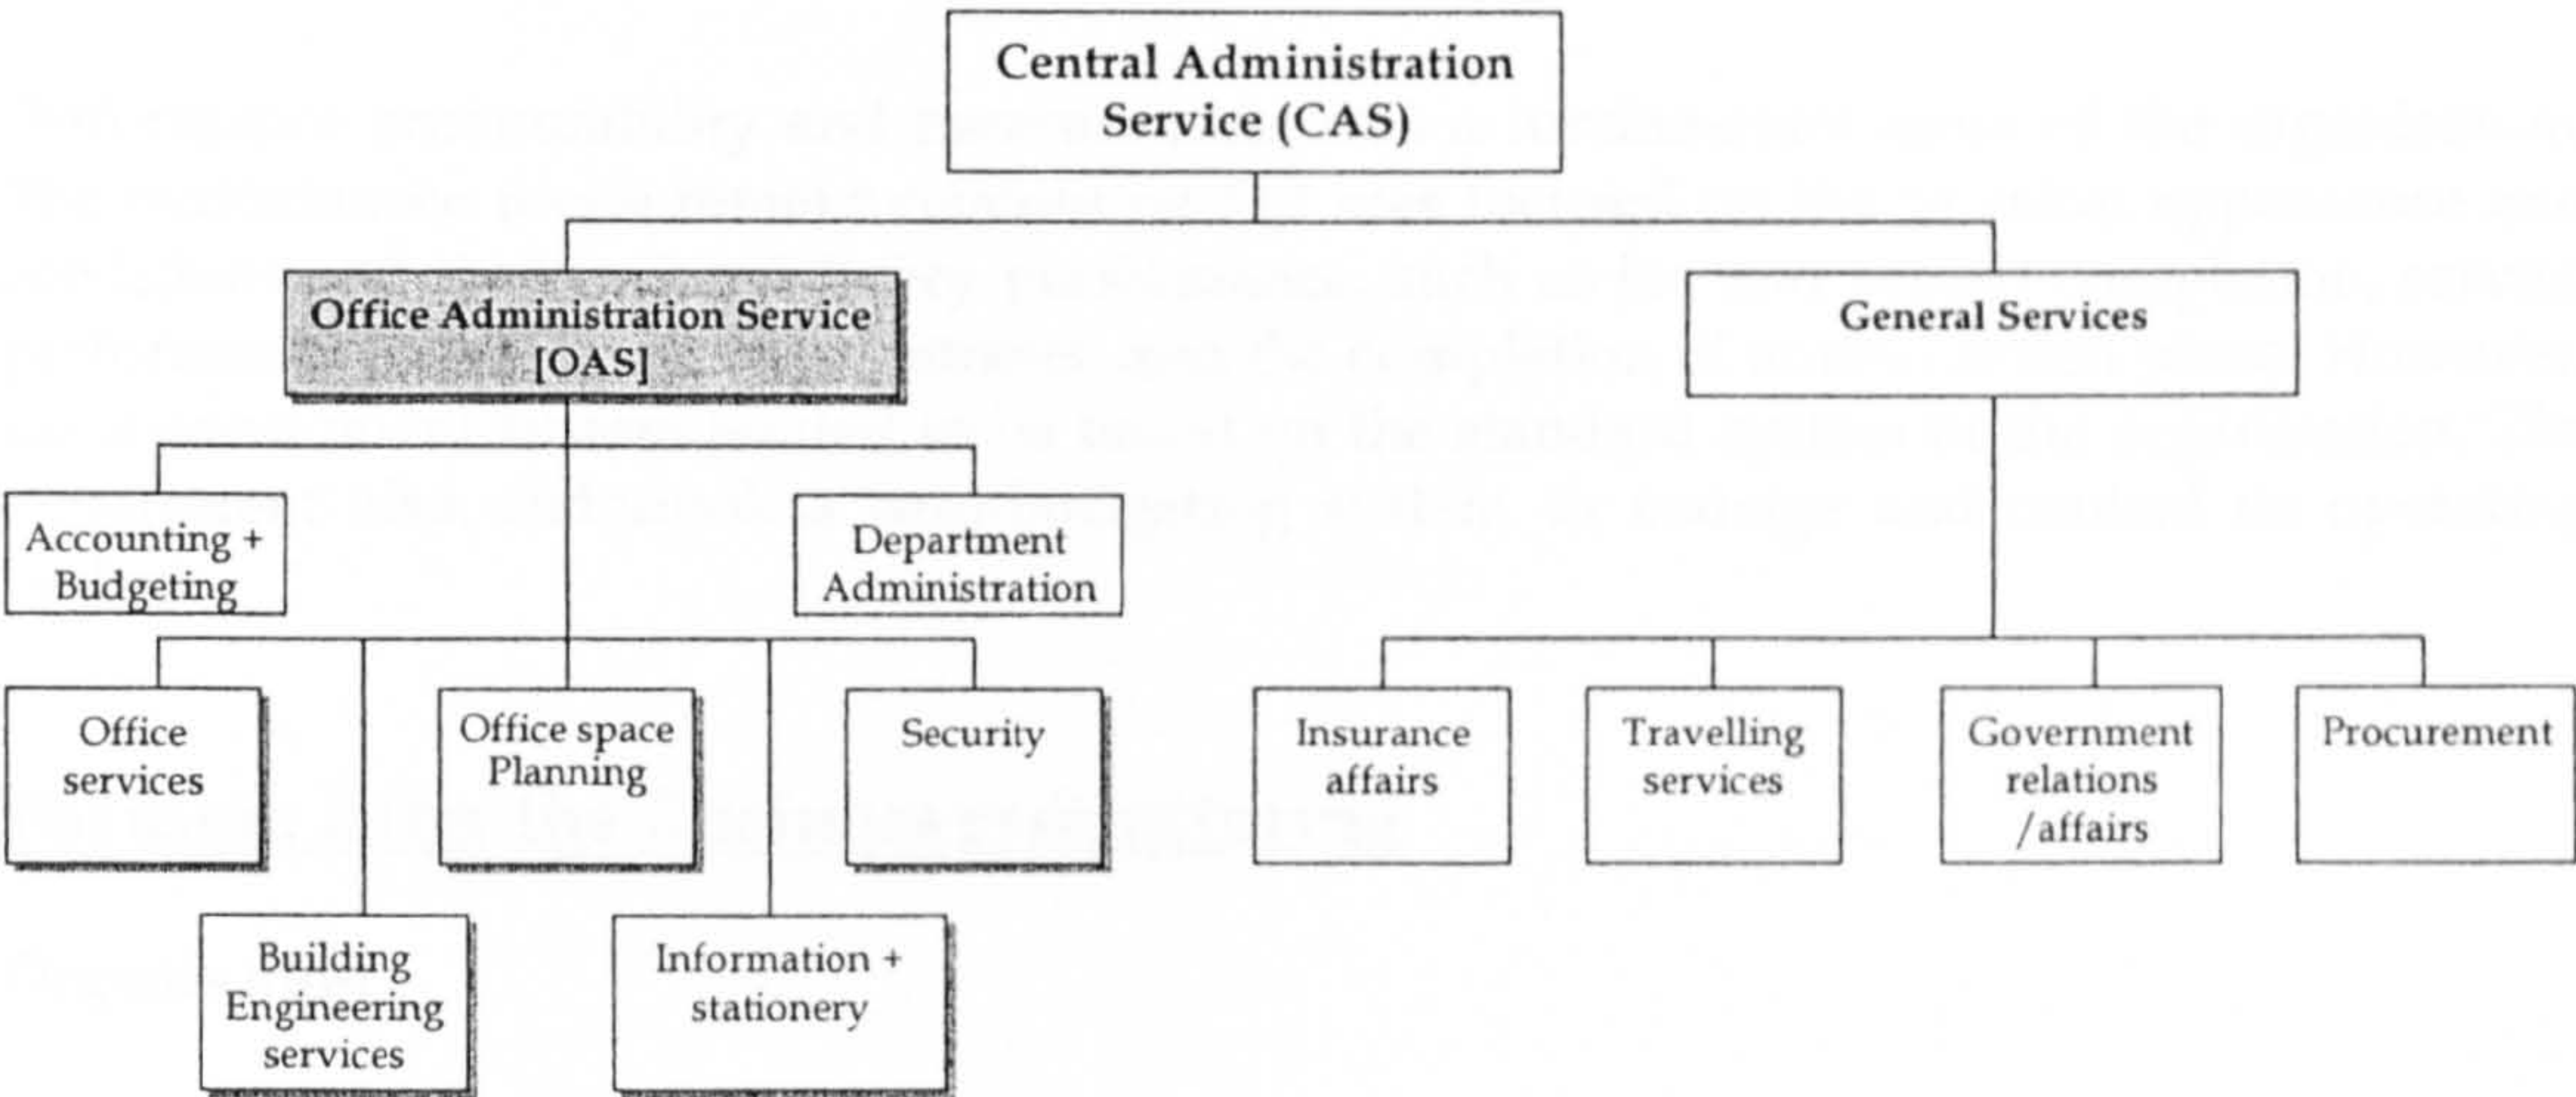 Central Administration
Service (CAS)
Office Administration Service
[OAS]
General Services
Accounting +
Budgeting
Department
Administration
Office
services
Office space
Planning
Security
Insurance
affairs
Travelling
services
Government
relations
/affairs
Procurement
Building
Engineering
services
Information +
stationery